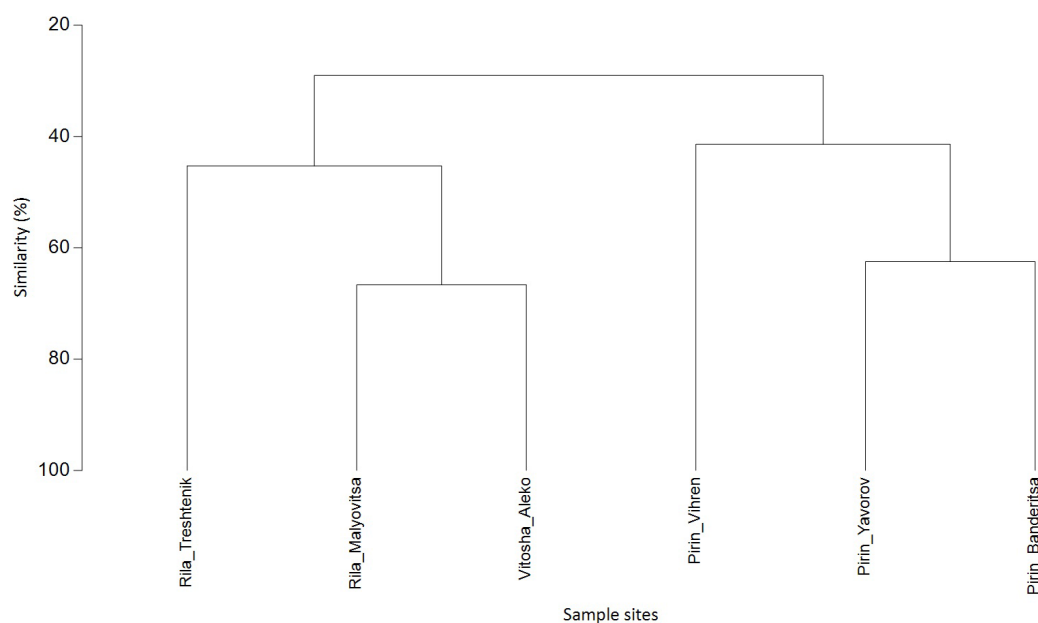 20
40
60
80
100
Similarity (%)
Rila_Treshtenik
Rila_Malyovitsa
Vitosha_Aleko
Pirin_Vihren
Pirin_Yavorov
Pirin_Banderitsa
Sample sites